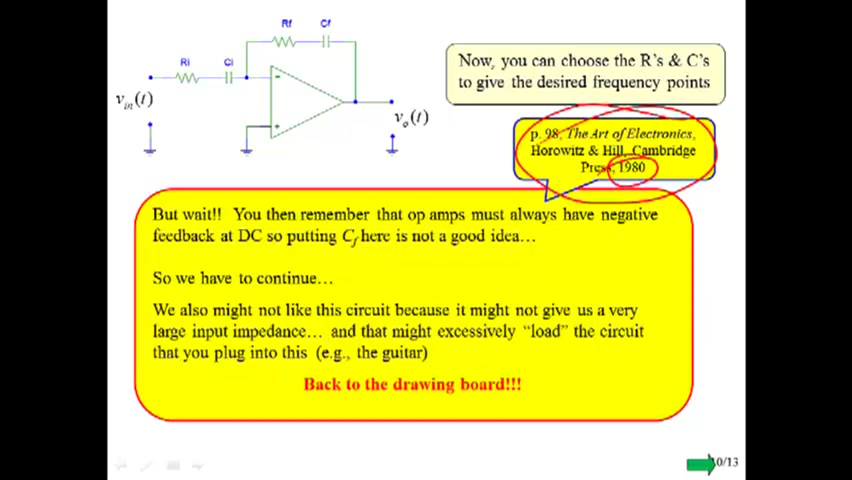 Rf Cf
Ri Ci
vin(t)
-
+
vo(t)
Now, you can choose the R's & C's
to give the desired frequency points
p. 98, The Art of Electronics,
Horowitz & Hill, Cambridge
Press, 1980
But wait!! You then remember that op amps must always have negative
feedback at DC so putting Cf here is not a good idea…
So we have to continue…
We also might not like this circuit because it might not give us a very
large input impedance… and that might excessively “load” the circuit
that you plug into this (e.g., the guitar)
Back to the drawing board!!!
10/13